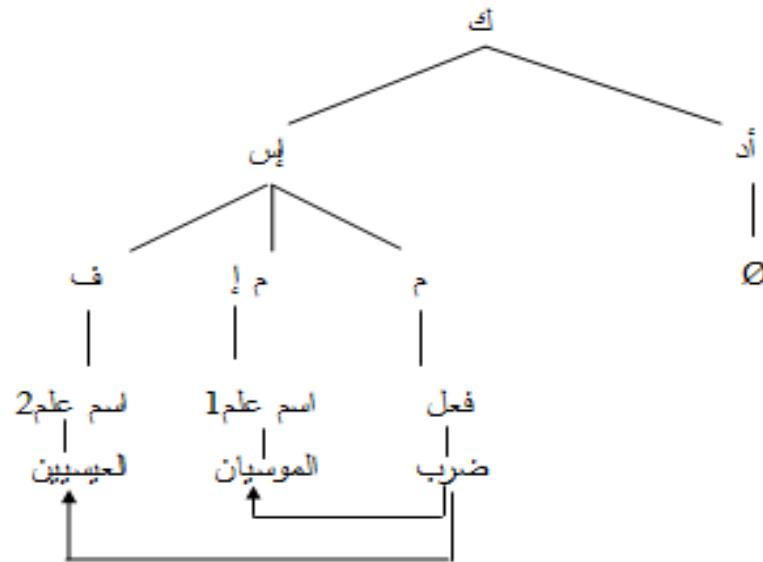 ك
أد إس
Ø م م إ ف
فعل اسم علم1 اسم علم2
ضرب الموسيان العيسيين